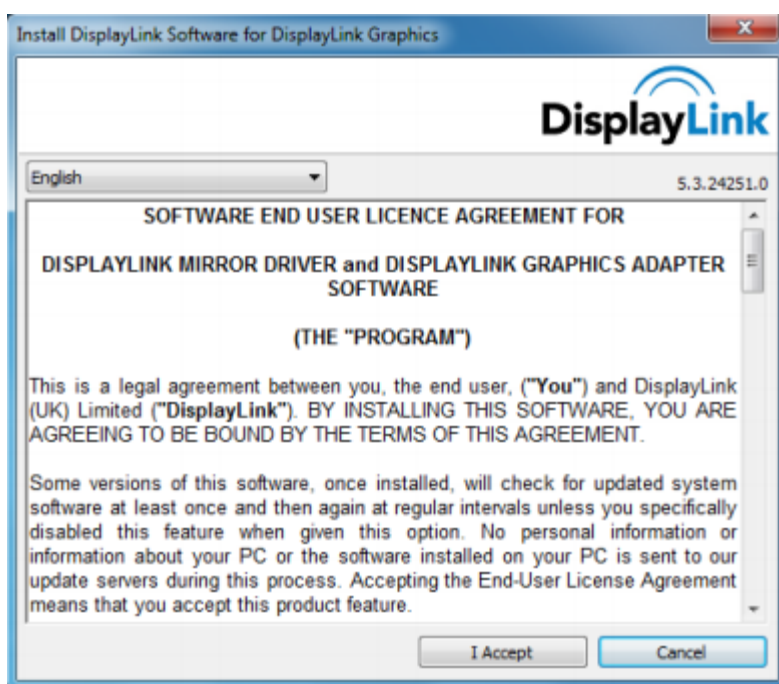 Install DisplayLink Software for DisplayLink Graphics
DisplayLink
English
5.3.24251.0
SOFTWARE END USER LICENCE AGREEMENT FOR
DISPLAYLINK MIRROR DRIVER and DISPLAYLINK GRAPHICS ADAPTER
SOFTWARE
(THE "PROGRAM")
This is a legal agreement between you, the end user, ("You") and DisplayLink
(UK) Limited ("DisplayLink"). BY INSTALLING THIS SOFTWARE, YOU ARE
AGREEING TO BE BOUND BY THE TERMS OF THIS AGREEMENT.
Some versions of this software, once installed, will check for updated system
software at least once and then again at regular intervals unless you specifically
disabled this feature when given this option. No personal information or
information about your PC or the software installed on your PC is sent to our
update servers during this process. Accepting the End-User License Agreement
means that you accept this product feature.
I Accept
Cancel